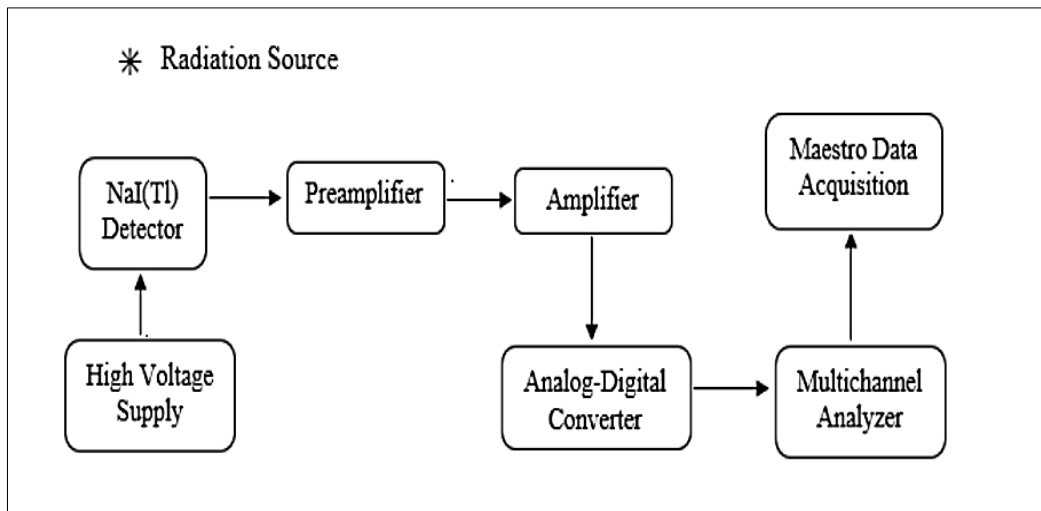 Radiation Source
NaI(Tl)
Detector
Preamplifier
Amplifier
Maestro Data
Acquisition
High Voltage
Supply
Analog-Digital
Converter
Multichannel
Analyzer